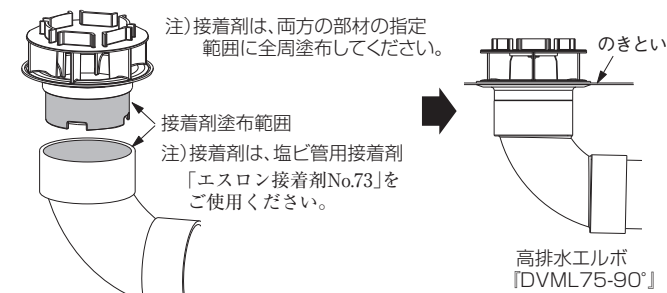 注)接着剤は、両方の部材の指定
範囲に全周塗布してください。
のきとい
接着剤塗布範囲
注)接着剤は、塩ビ管用接着剤
「エスロン接着剤No.73」を
ご使用ください。
高排水エルボ
『DVML75-90°』